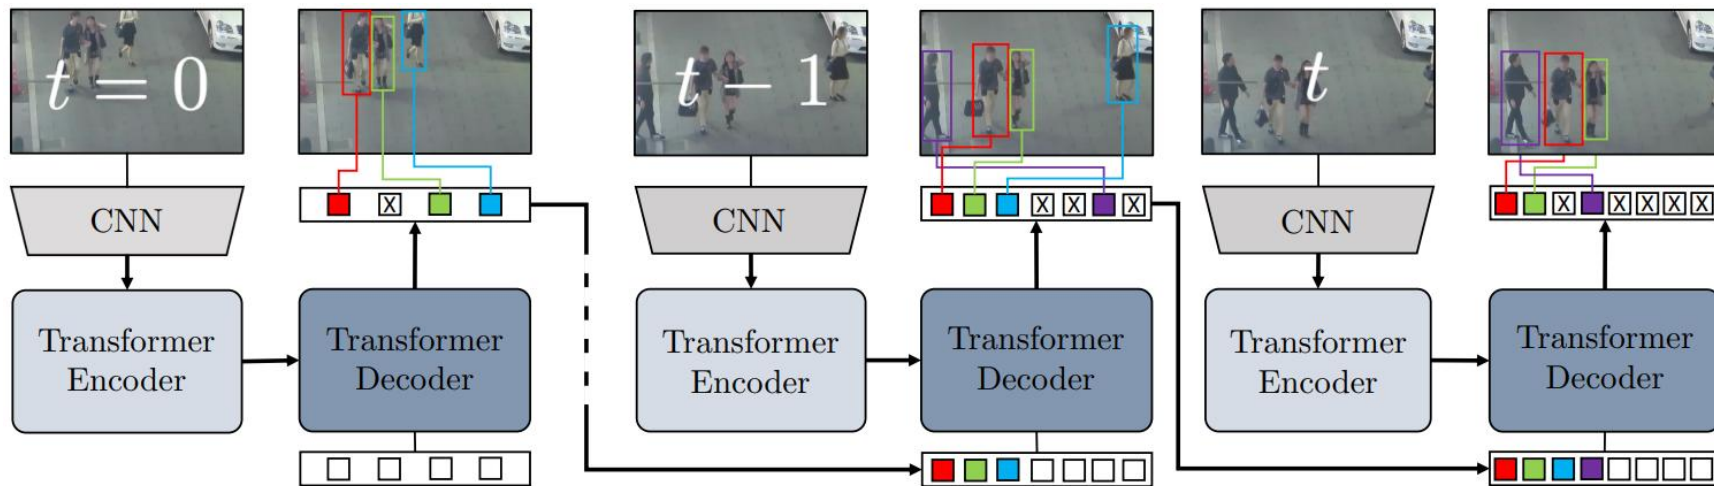 t = 0
CNN
Transformer
Encoder
X
Transformer
Decoder
t − 1
CNN
Transformer
Encoder
X X X
Transformer
Decoder
t
CNN
Transformer
Encoder
X X X X X
Transformer
Decoder